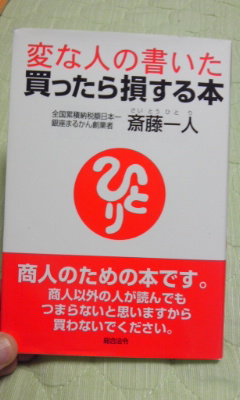 変な人の書いた
買ったら損する本
全国累積納税額日本一
銀座まるかん創業者
さいとうひとり
斎藤一人
ひとり
商人のための本です。
商人以外の人が読んでも
つまらないと思いますから
買わないでください。
総合法令